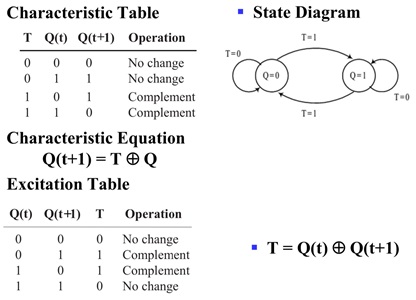 Characteristic Table
T Q(t) Q(t+1) Operation
0 0 0 No change
0 1 1 No change
1 0 1 Complement
1 1 0 Complement
Characteristic Equation
Q(t+1) = T ⊕ Q
Excitation Table
Q(t) Q(t+1) T Operation
0 0 0 No change
0 1 1 Complement
1 0 1 Complement
1 1 0 No change
▪ State Diagram
T=1
T=0
Q=0
Q=1
T=0
T=1
▪ T = Q(t) ⊕ Q(t+1)